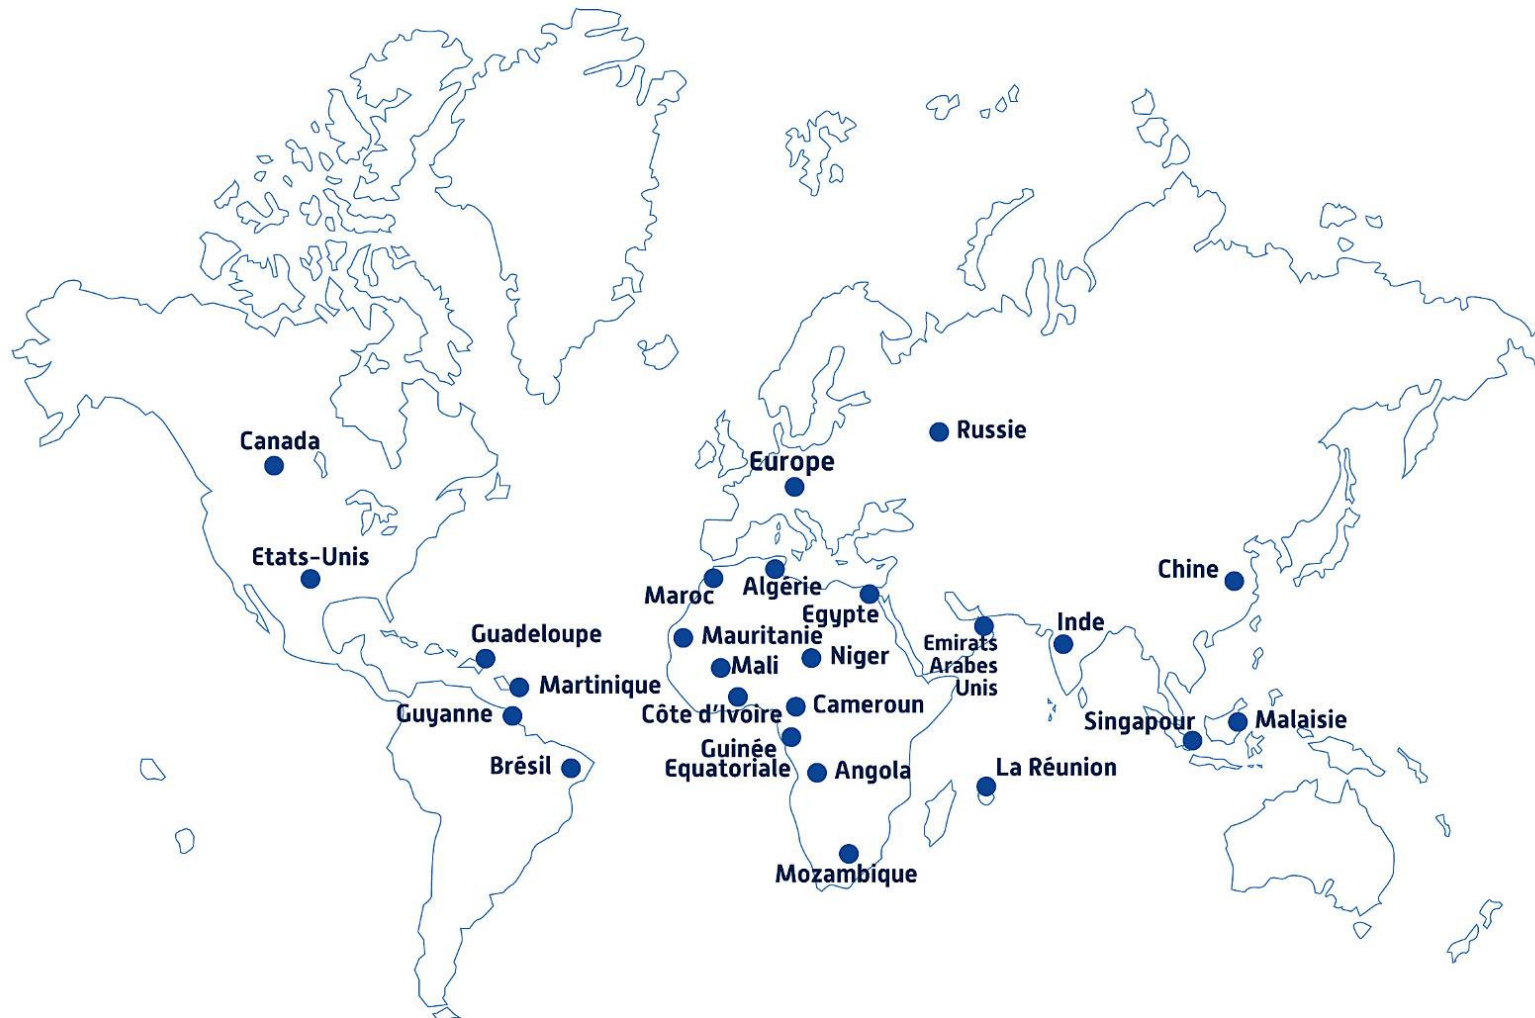 Canada
Russie
Europe
Etats-Unis
Chine
Maroc
Algérie
Egypte
Guadeloupe
Mauritanie
Inde
Emirats
Arabes
Unis
Mali
Niger
Martinique
Guyanne
Côte d'Ivoire
Cameroun
Singapour
Malaisie
Guinée
Equatoriale
Brésil
Angola
La Réunion
Mozambique